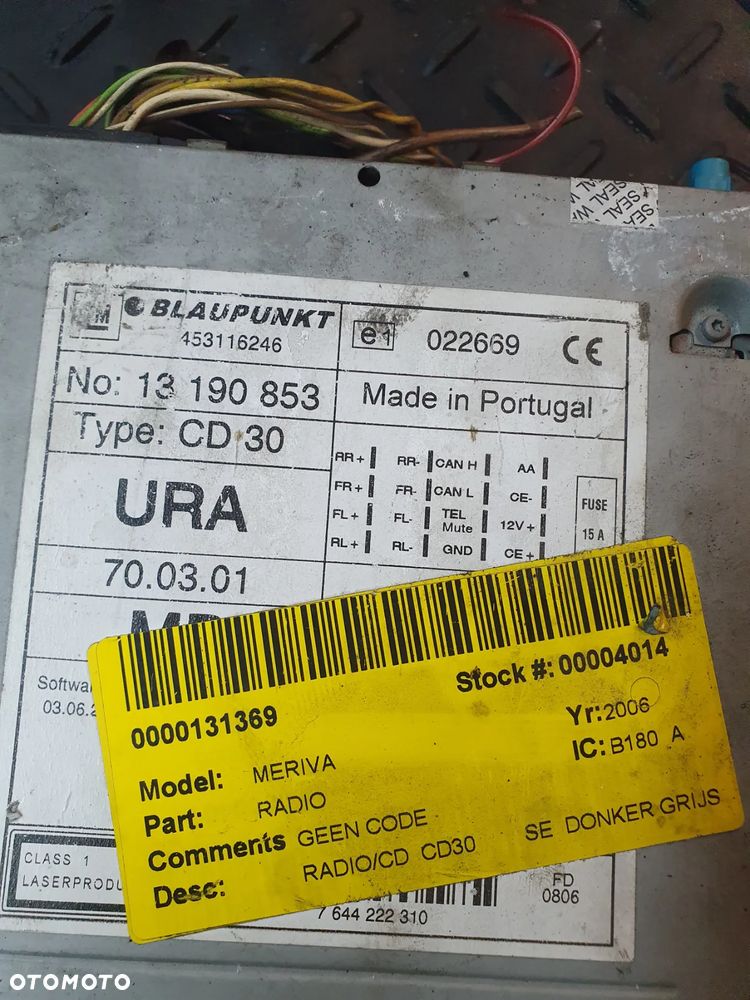 SEAL
SEAL
GM
BLAUPUNKT
453116246
e1
022669
CE
No: 13 190 853
Made in Portugal
Type: CD 30
URA
70.03.01
RR + RR- CAN H AA
FR + FR- CAN L CE-
FL + FL- TEL Mute 12V +
RL + RL- GND CE +
FUSE
15 A
Stock #: 00004014
0000131369
Yr: 2006
IC: B180 A
Model: MERIVA
Part: RADIO
Comments GEEN CODE
Desc: RADIO/CD CD30 SE DONKER GRIJS
CLASS 1
7 644 222 310
FD
0806
OTOMOTO